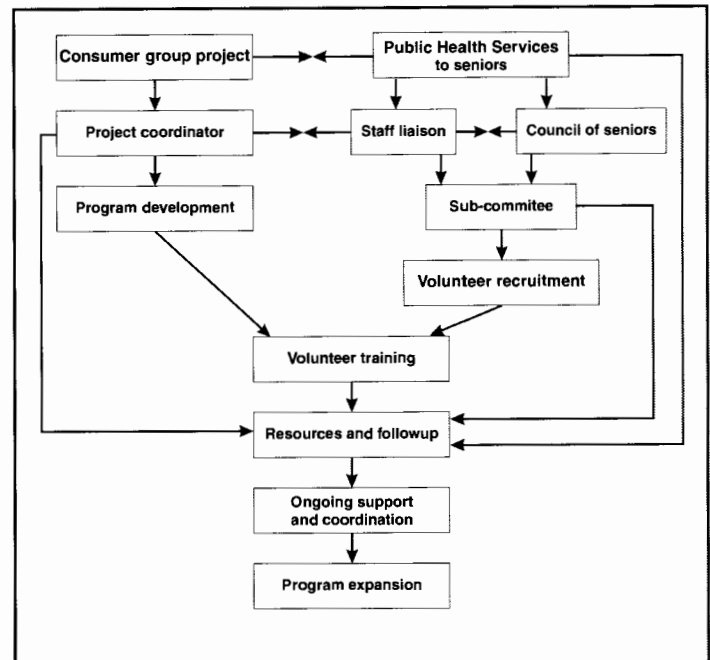 Consumer group project
Public Health Services
to seniors
Project coordinator
Staff liaison
Council of seniors
Program development
Sub-commitee
Volunteer recruitment
Volunteer training
Resources and followup
Ongoing support
and coordination
Program expansion